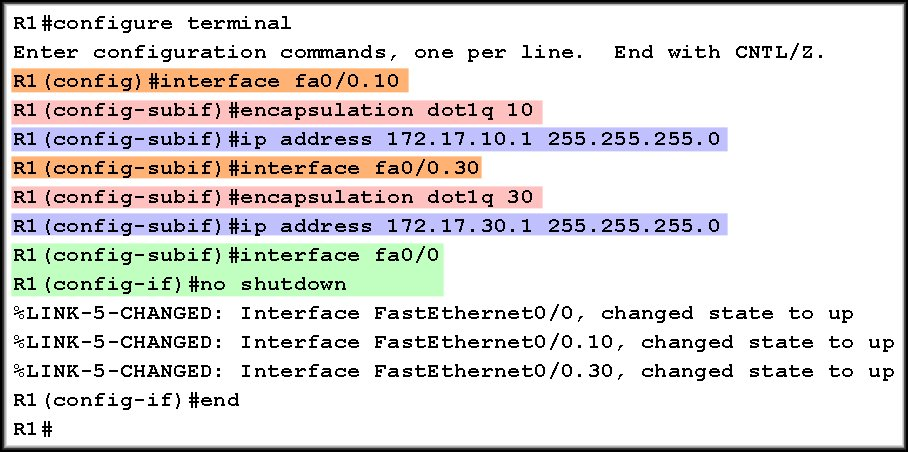 R1#configure terminal
Enter configuration commands, one per line.  End with CNTL/Z.
R1(config)#interface fa0/0.10
R1(config-subif)#encapsulation dot1q 10
R1(config-subif)#ip address 172.17.10.1 255.255.255.0
R1(config-subif)#interface fa0/0.30
R1(config-subif)#encapsulation dot1q 30
R1(config-subif)#ip address 172.17.30.1 255.255.255.0
R1(config-subif)#interface fa0/0
R1(config-if)#no shutdown
%LINK-5-CHANGED: Interface FastEthernet0/0, changed state to up
%LINK-5-CHANGED: Interface FastEthernet0/0.10, changed state to up
%LINK-5-CHANGED: Interface FastEthernet0/0.30, changed state to up
R1(config-if)#end
R1#